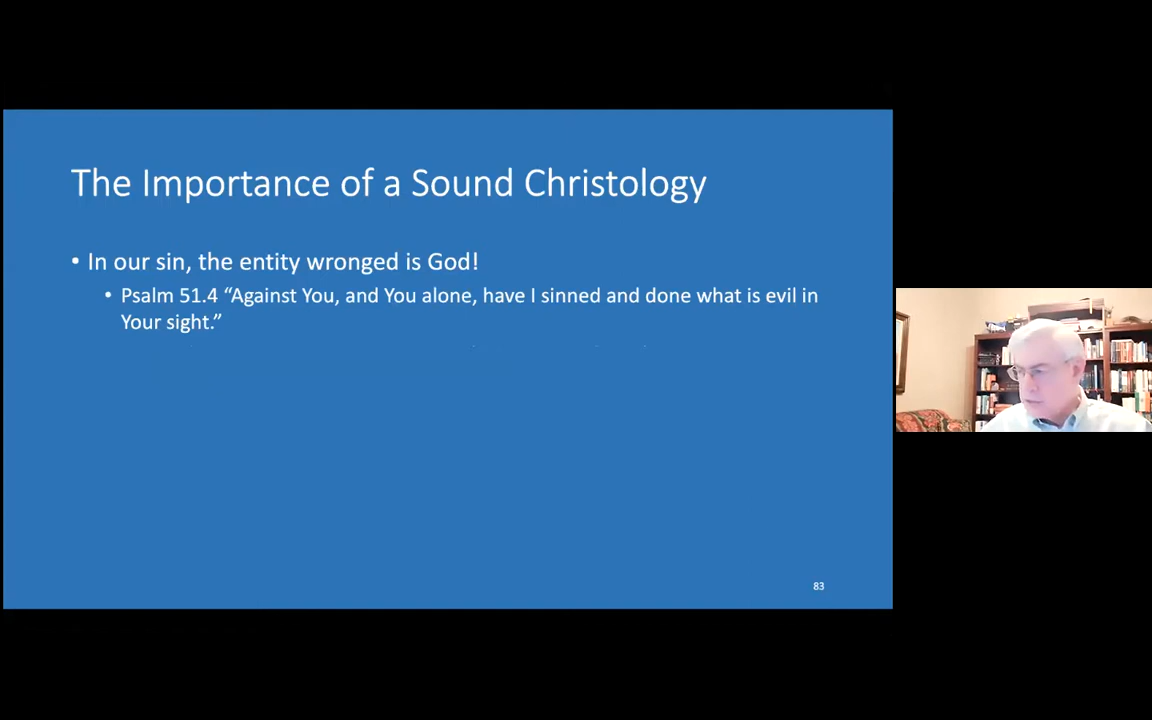 The Importance of a Sound Christology
• In our sin, the entity wronged is God!
• Psalm 51.4 “Against You, and You alone, have I sinned and done what is evil in
Your sight.”
83